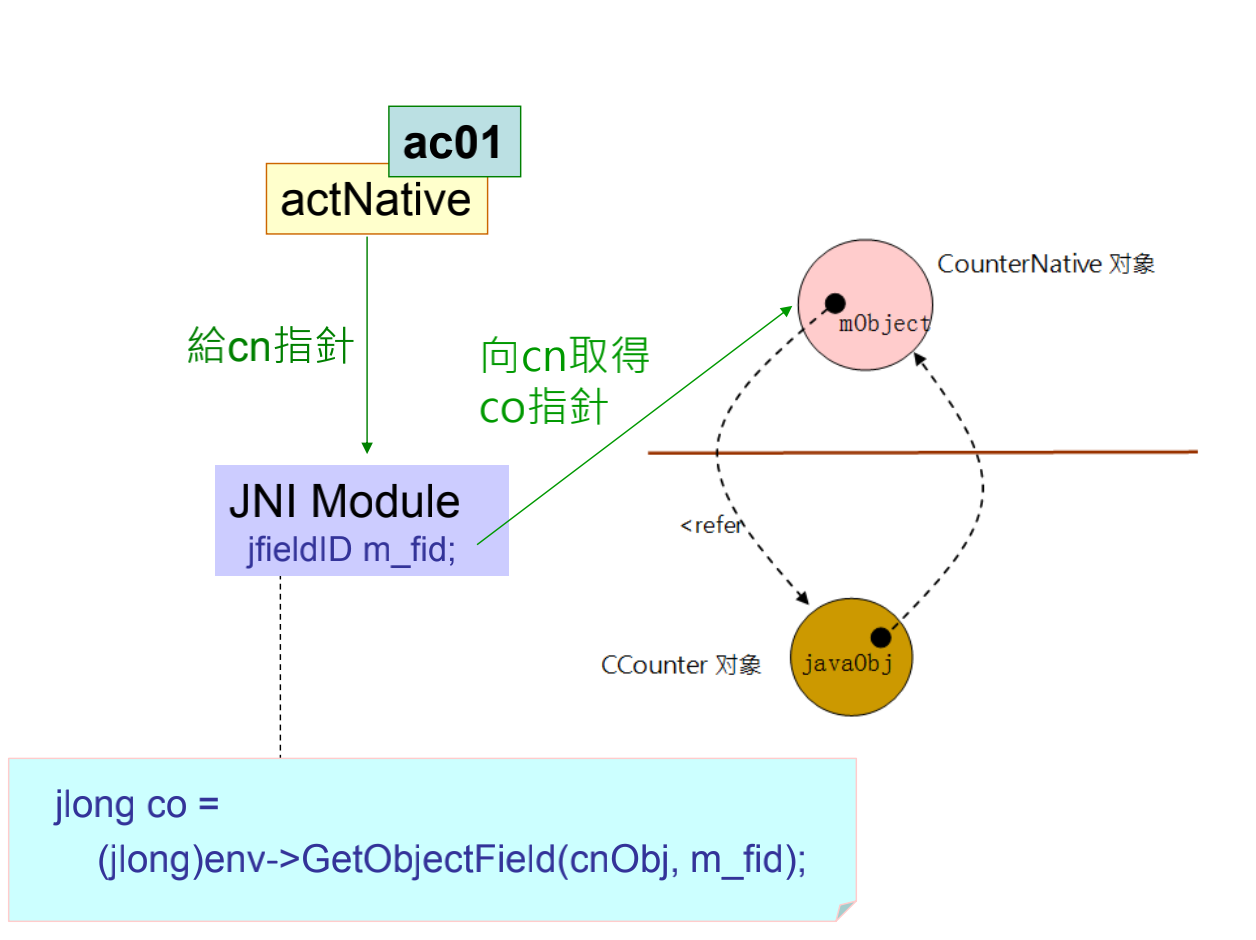 ac01
actNative
給cn指針
向cn取得
co指針
CounterNative 对象
mObject
JNI Module
jfieldID m_fid;
<refer
CCounter 对象
javaObj
jlong co =
(jlong)env->GetObjectField(cnObj, m_fid);